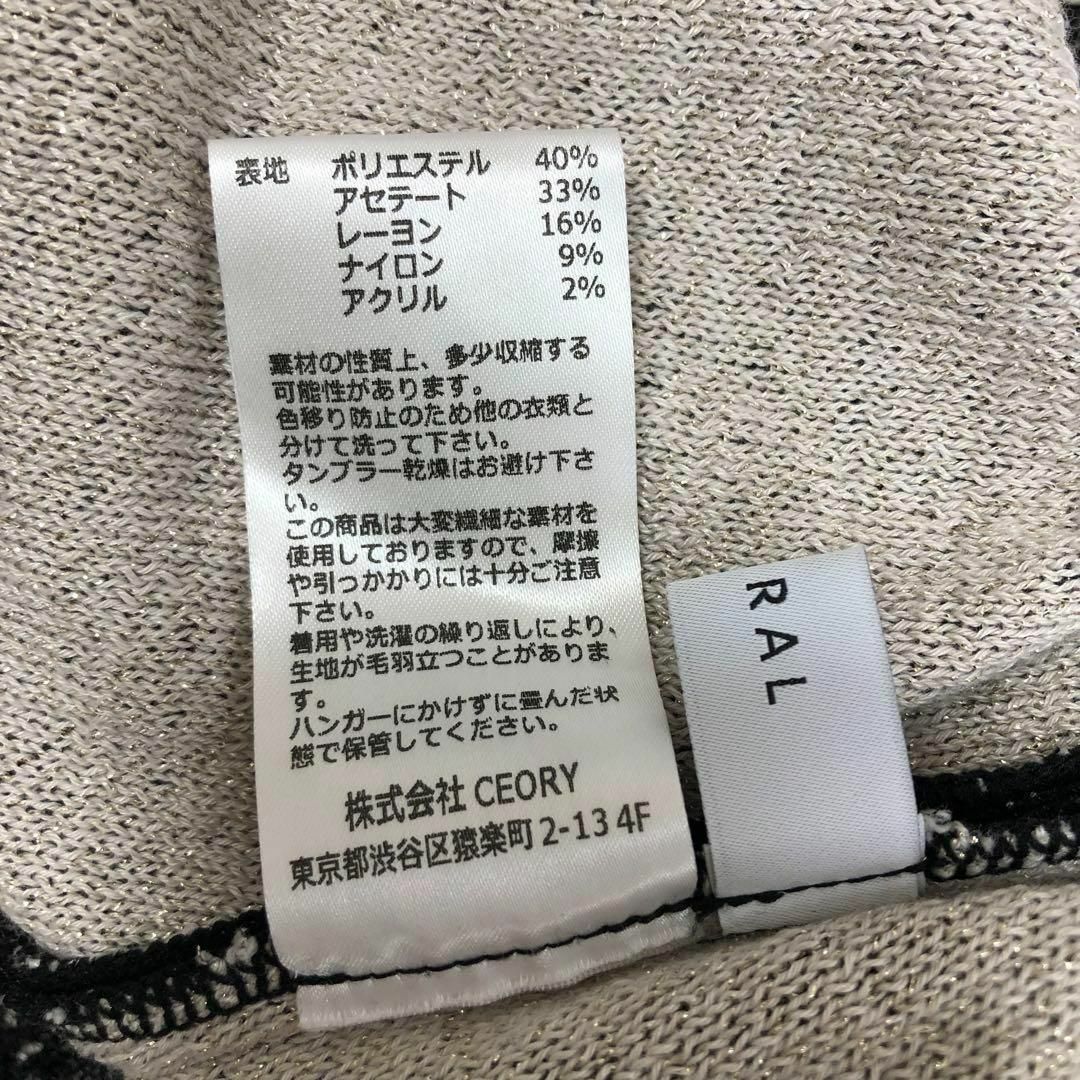 表地 ポリエステル 40%
アセテート 33%
レーヨン 16%
ナイロン 9%
アクリル 2%
素材の性質上、多少収縮する
可能性があります。
色移り防止のため他の衣類と
分けて洗って下さい。
タンブラー乾燥はお避け下さ
い。
この商品は大変繊細な素材を
使用しておりますので、摩擦
や引っかかりには十分ご注意
下さい。
着用や洗濯の繰り返しにより、
生地が毛羽立つことがありま
す。
ハンガーにかけずに畳んだ状
態で保管してください。
株式会社 CEORY
東京都渋谷区猿楽町 2-13 4F
RAL